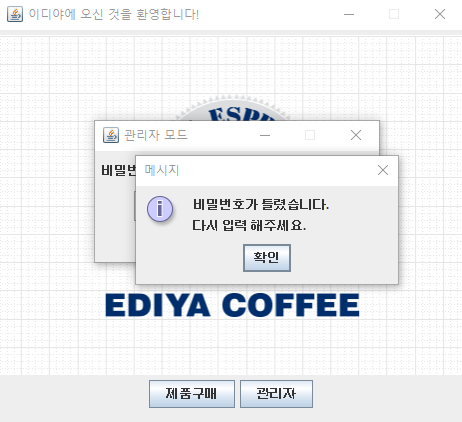 이디야에 오신 것을 환영합니다!
ESPR
관리자 모드
비밀번
메시지
비밀번호가 틀렸습니다.
다시 입력 해주세요.
확인
EDIYA COFFEE
제품구매 관리자